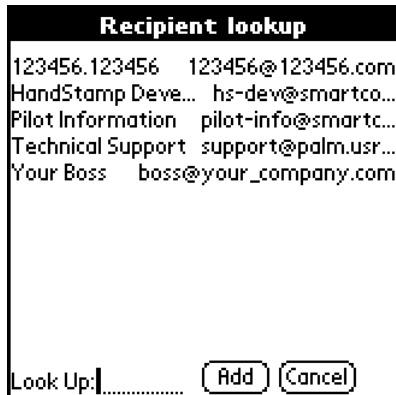 Recipient lookup
123456.123456 123456@123456.com
HandStamp Deve... hs-dev@smartco...
Pilot Information pilot-info@smartc...
Technical Support support@palm.usr...
Your Boss boss@your_company.com
Look Up: Add Cancel